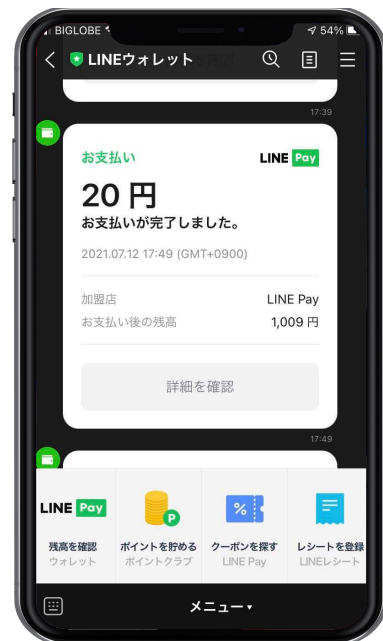 BIGLOBE
54%
LINEウォレット
17:39
お支払い
LINE Pay
20 円
お支払いが完了しました。
2021.07.12 17:49 (GMT+0900)
加盟店 LINE Pay
お支払い後の残高 1,009 円
詳細を確認
17:49
LINE Pay
P
%
残高を確認 ポイントを貯める クーポンを探す レシートを登録
ウォレット ポイントクラブ LINE Pay LINEレシート
メニュー